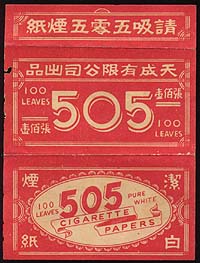 請吸五零五煙紙
天成有限公司出品
100 LEAVES
505
壹佰張
壹佰張
100 LEAVES
潔白
煙紙
100 LEAVES
505
PURE WHITE
CIGARETTE
PAPERS